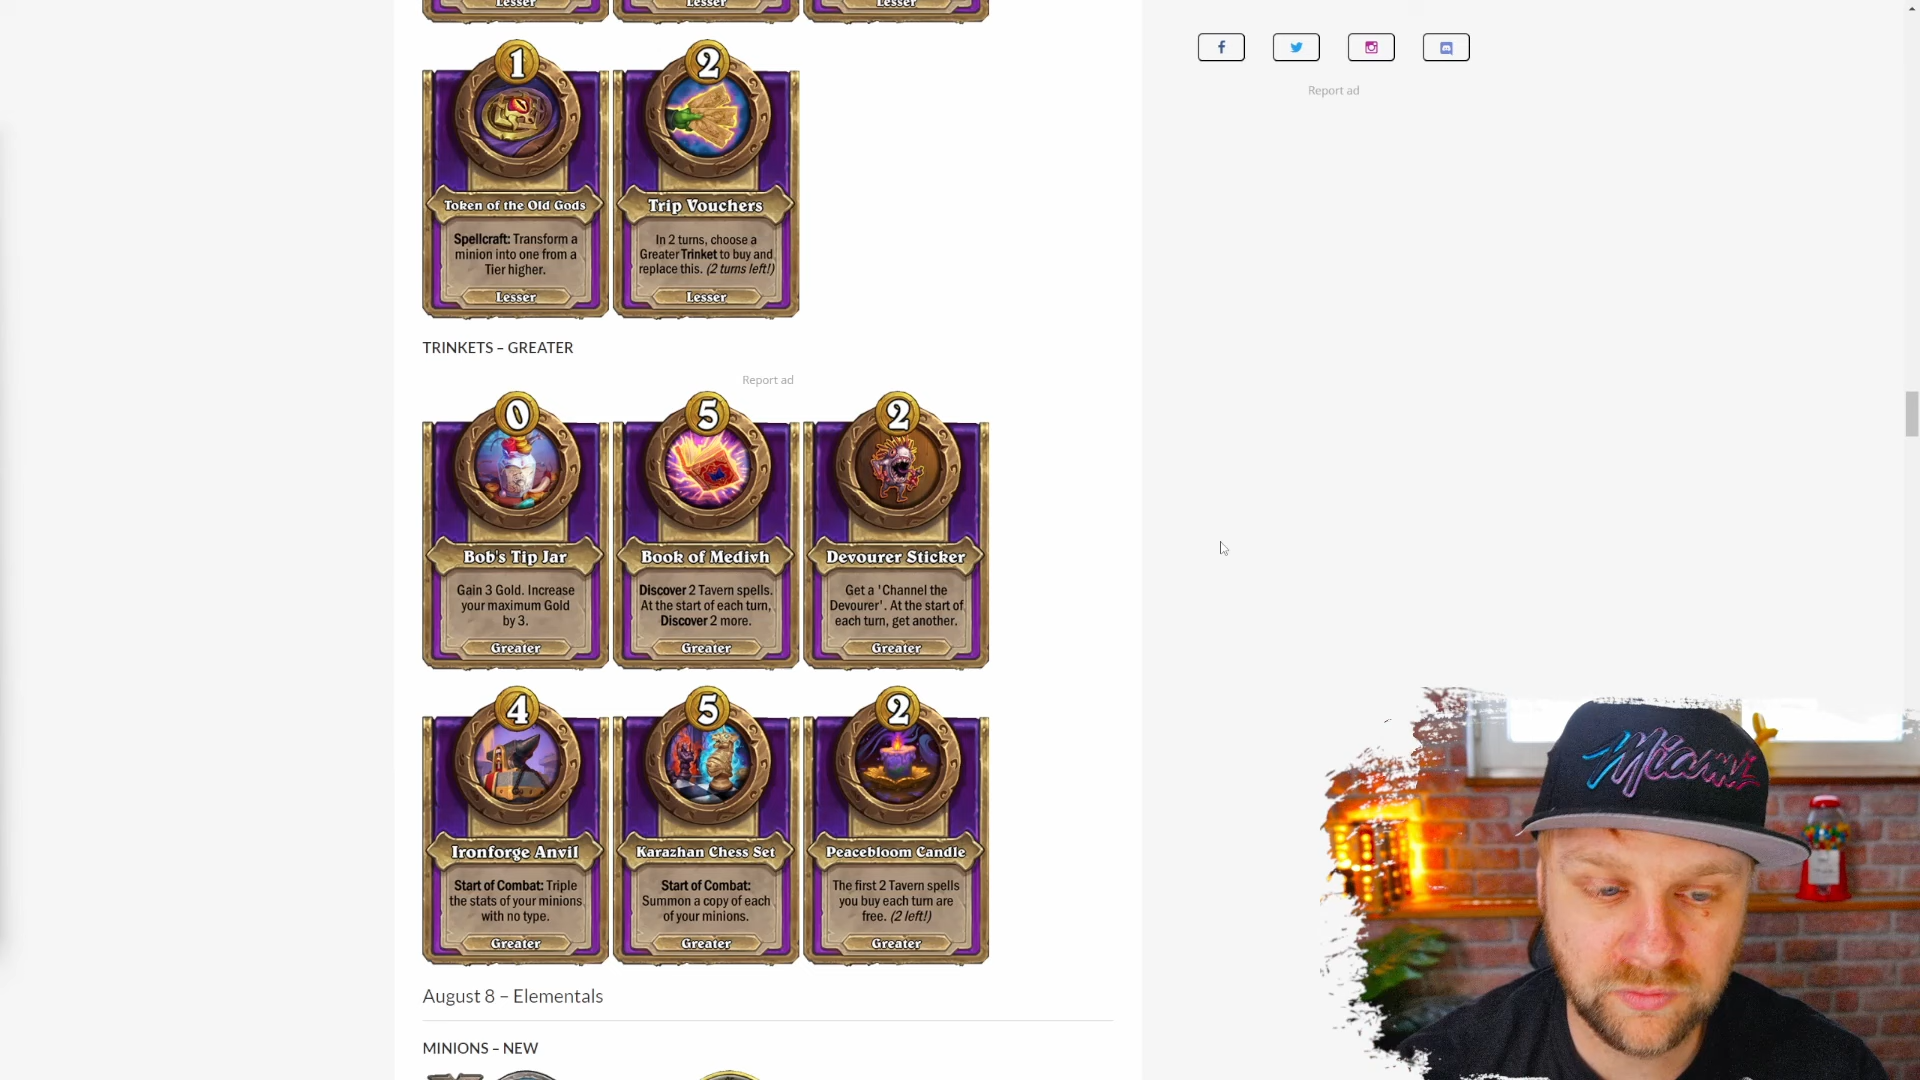 Lesser
Lesser
Lesser
1
2
Token of the Old Gods
Spellcraft: Transform a
minion into one from a
Tier higher.
Lesser
Trip Vouchers
In 2 turns, choose a
Greater Trinket to buy and
replace this. (2 turns left!)
Lesser
TRINKETS – GREATER
Report ad
0
5
2
Bob's Tip Jar
Gain 3 Gold. Increase
your maximum Gold
by 3.
Greater
Book of Medivh
Discover 2 Tavern spells.
At the start of each turn,
Discover 2 more.
Greater
Devourer Sticker
Get a 'Channel the
Devourer'. At the start of
each turn, get another.
Greater
4
5
2
Ironforge Anvil
Start of Combat: Triple
the stats of your minions
with no type.
Greater
Karazhan Chess Set
Start of Combat:
Summon a copy of each
of your minions.
Greater
Peacebloom Candle
The first 2 Tavern spells
you buy each turn are
free. (2 left!)
Greater
August 8 – Elementals
MINIONS – NEW
Report ad
Miami